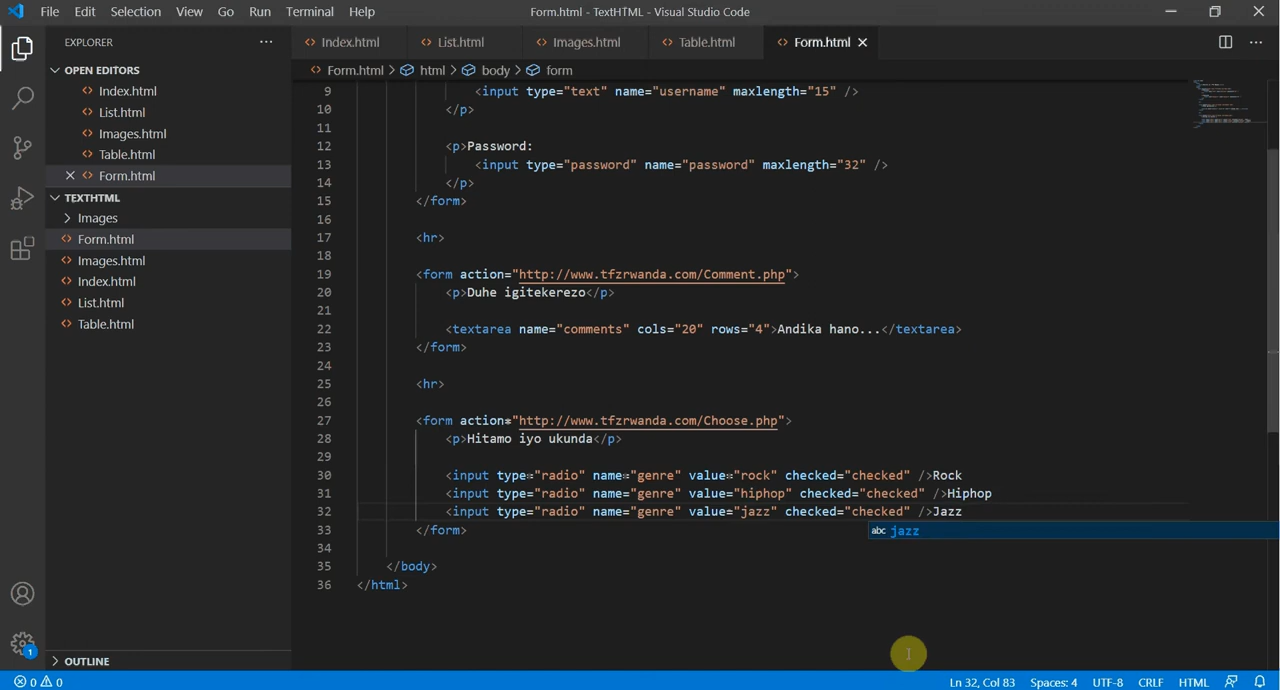 File Edit Selection View Go Run Terminal Help
Form.html - TextHTML - Visual Studio Code
EXPLORER
OPEN EDITORS
Index.html
List.html
Images.html
Table.html
Form.html
TEXTHTML
Images
Form.html
Images.html
Index.html
List.html
Table.html
OUTLINE
Index.html List.html Images.html Table.html Form.html
Form.html > html > body > form
9 <input type="text" name="username" maxlength="15" />
10 </p>
11
12 <p>Password:
13 <input type="password" name="password" maxlength="32" />
14 </p>
15 </form>
16
17 <hr>
18
19 <form action="http://www.tfzrwanda.com/Comment.php">
20 <p>Duhe igitekerezo</p>
21
22 <textarea name="comments" cols="20" rows="4">Andika hano...</textarea>
23 </form>
24
25 <hr>
26
27 <form action="http://www.tfzrwanda.com/Choose.php">
28 <p>Hitamo iyo ukunda</p>
29
30 <input type="radio" name="genre" value="rock" checked="checked" />Rock
31 <input type="radio" name="genre" value="hiphop" checked="checked" />Hiphop
32 <input type="radio" name="genre" value="jazz" checked="checked" />Jazz
33 </form>
abc jazz
34
35 </body>
36 </html>
1
0 0
Ln 32, Col 83 Spaces: 4 UTF-8 CRLF HTML